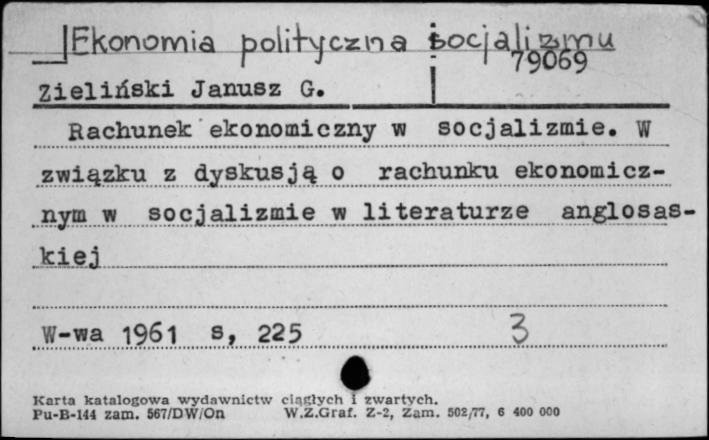 Ekonomia polityczna socjalizmu
79069
Zieliński Janusz G.
Rachunek ekonomiczny w socjalizmie. W
związku z dyskusją o rachunku ekonomicz-
nym w socjalizmie w literaturze anglosas-
kiej
W-wa 1961 s, 225 3
Karta katalogowa wydawnictw ciągłych i zwartych.
Pu-B-144 zam. 567/DW/On W.Z.Graf. Z-2, Zam. 502/77, 6 400 000